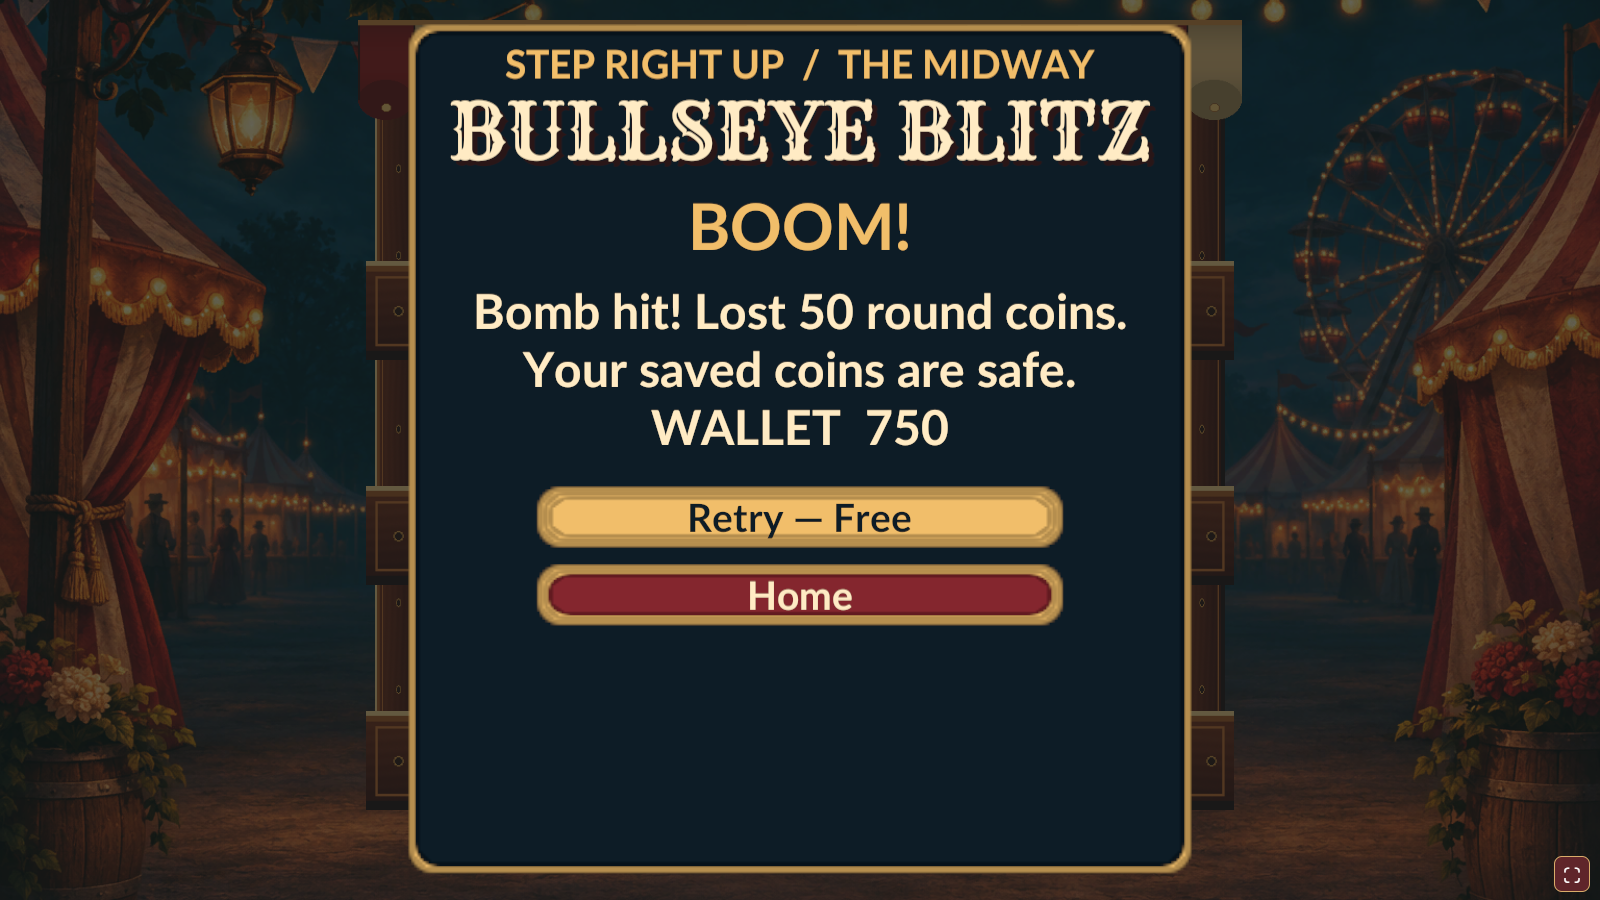 STEP RIGHT UP / THE MIDWAY
BULLSEYE BLITZ
BOOM!
Bomb hit! Lost 50 round coins.
Your saved coins are safe.
WALLET 750
Retry — Free
Home